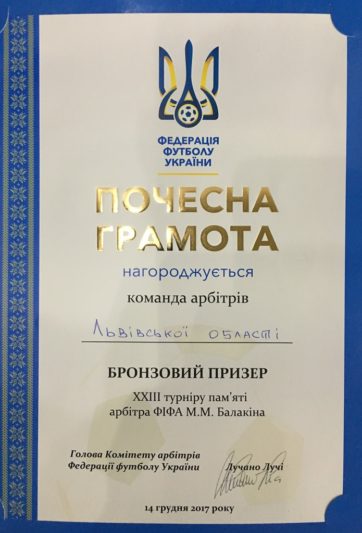 ФЕДЕРАЦІЯ
ФУТБОЛУ
УКРАЇНИ
ПОЧЕСНА
ГРАМОТА
нагороджується
команда арбітрів
Львівської області
БРОНЗОВИЙ ПРИЗЕР
XXIII турніру пам'яті
арбітра ФІФА М.М. Балакіна
Голова Комітету арбітрів
Федерації футболу України Лучано Лучі
14 грудня 2017 року